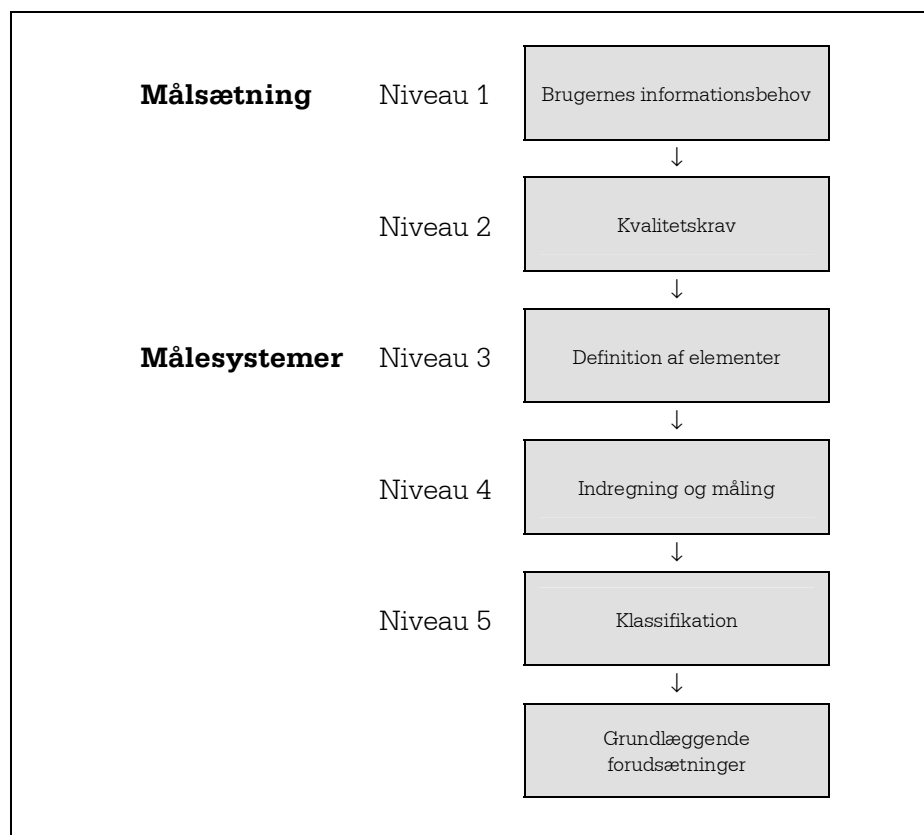 Målsætning Niveau 1 Brugernes informationsbehov
↓
Niveau 2 Kvalitetskrav
↓
Målesystemer Niveau 3 Definition af elementer
↓
Niveau 4 Indregning og måling
↓
Niveau 5 Klassifikation
↓
Grundlæggende
forudsætninger